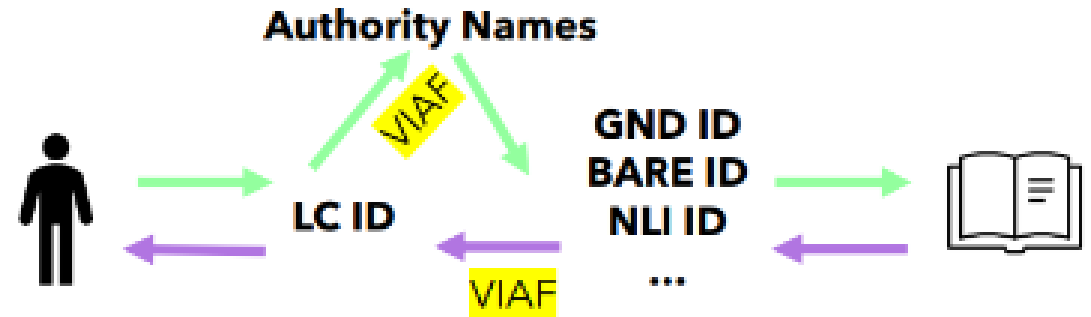 Authority Names
VIAF
GND ID
BARE ID
LC ID
NLI ID
...
VIAF